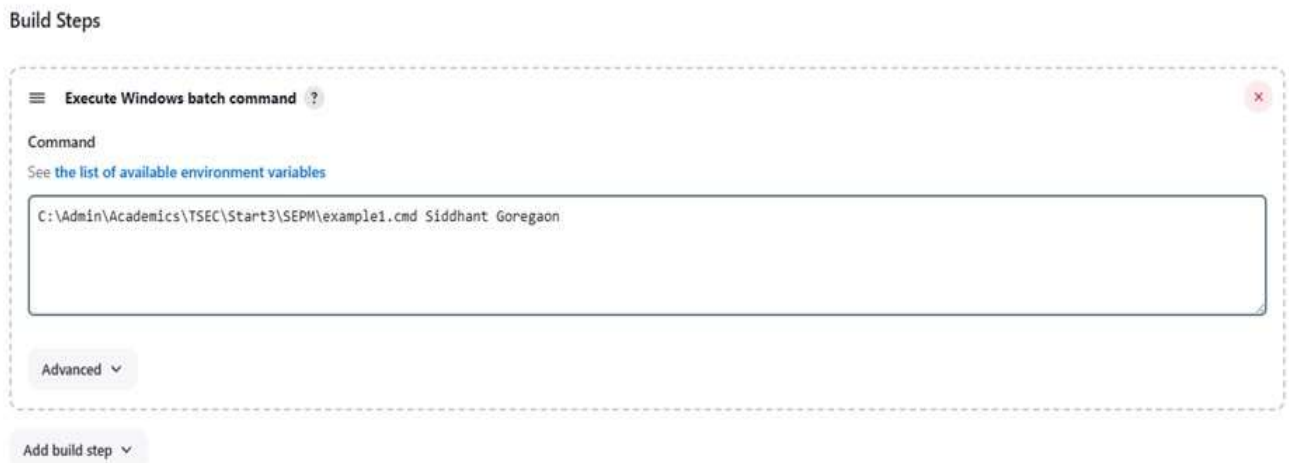 Build Steps
Execute Windows batch command ?
Command
See the list of available environment variables
C:\Admin\Academics\TSEC\Start3\SEPM\example1.cmd Siddhant Goregaon
Advanced
Add build step